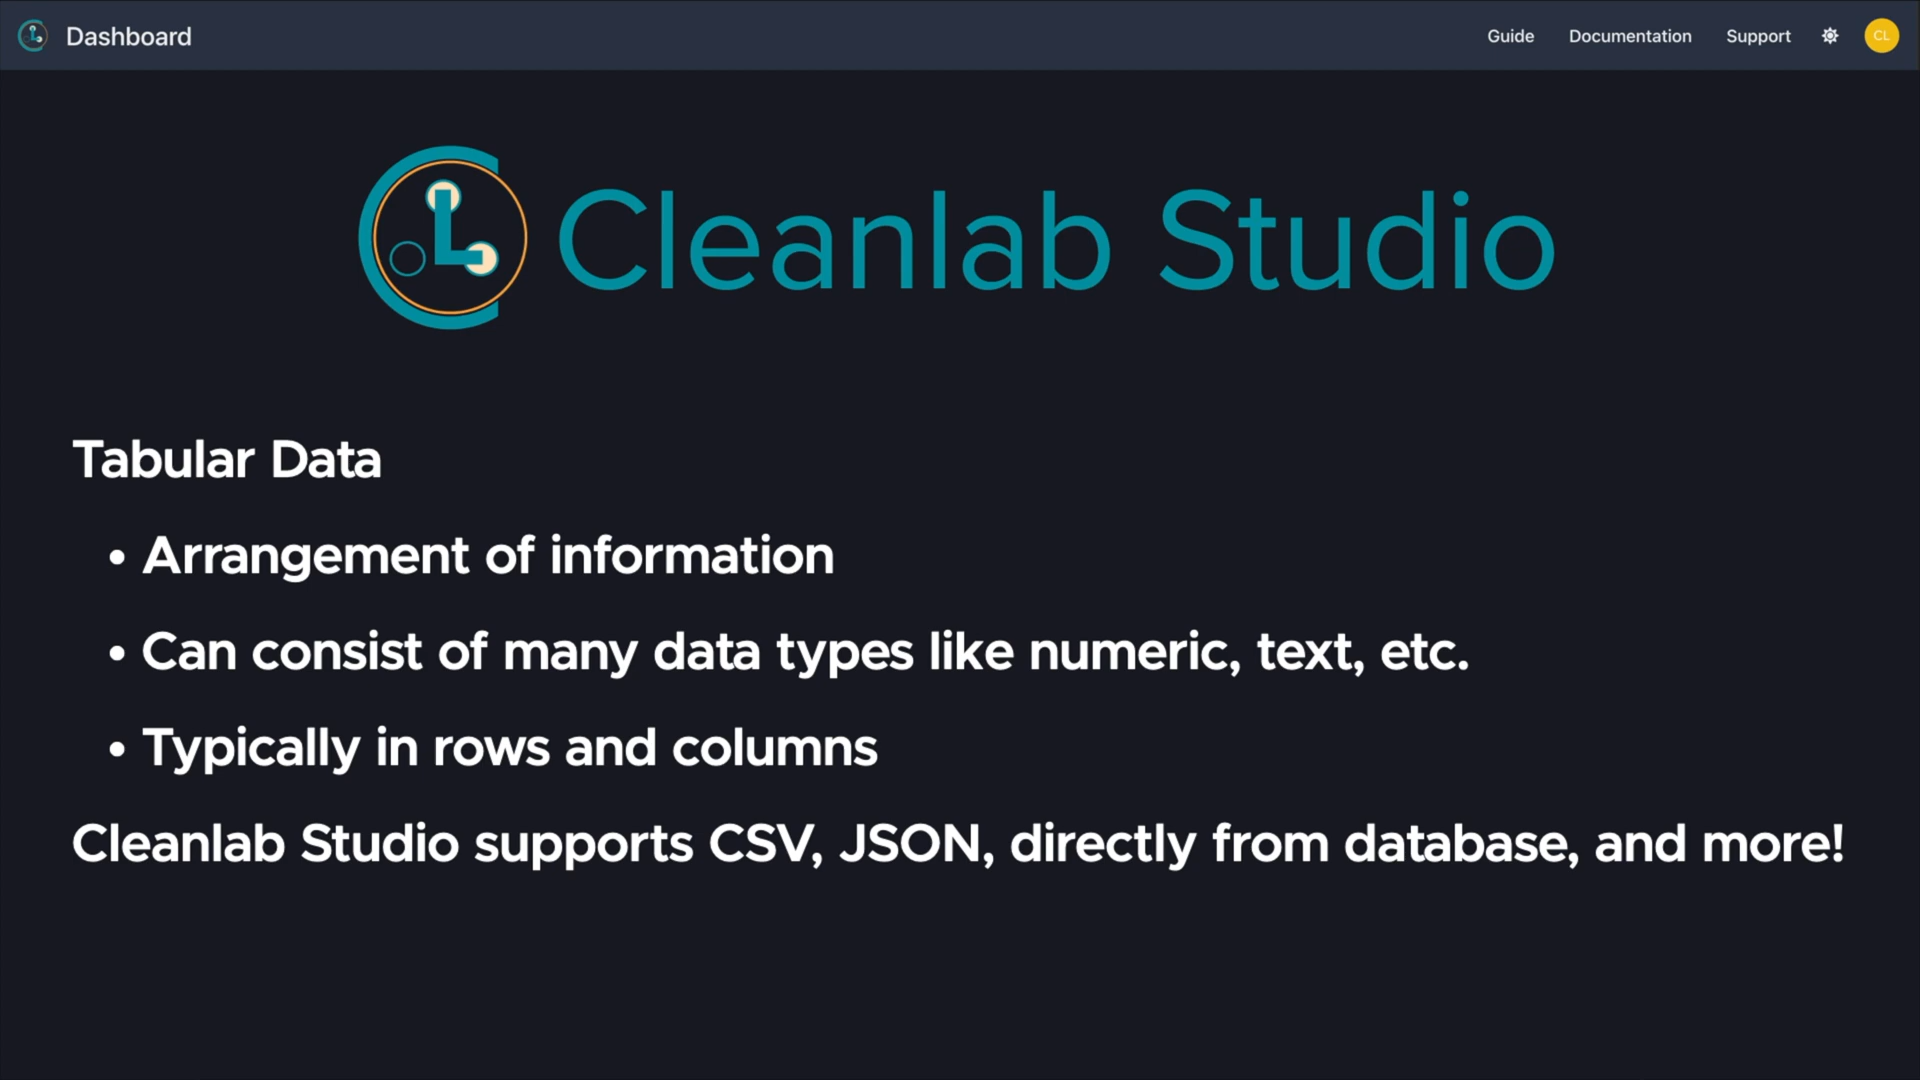 Dashboard
Guide
Documentation
Support
CL
Cleanlab Studio
Tabular Data
• Arrangement of information
• Can consist of many data types like numeric, text, etc.
• Typically in rows and columns
Cleanlab Studio supports CSV, JSON, directly from database, and more!